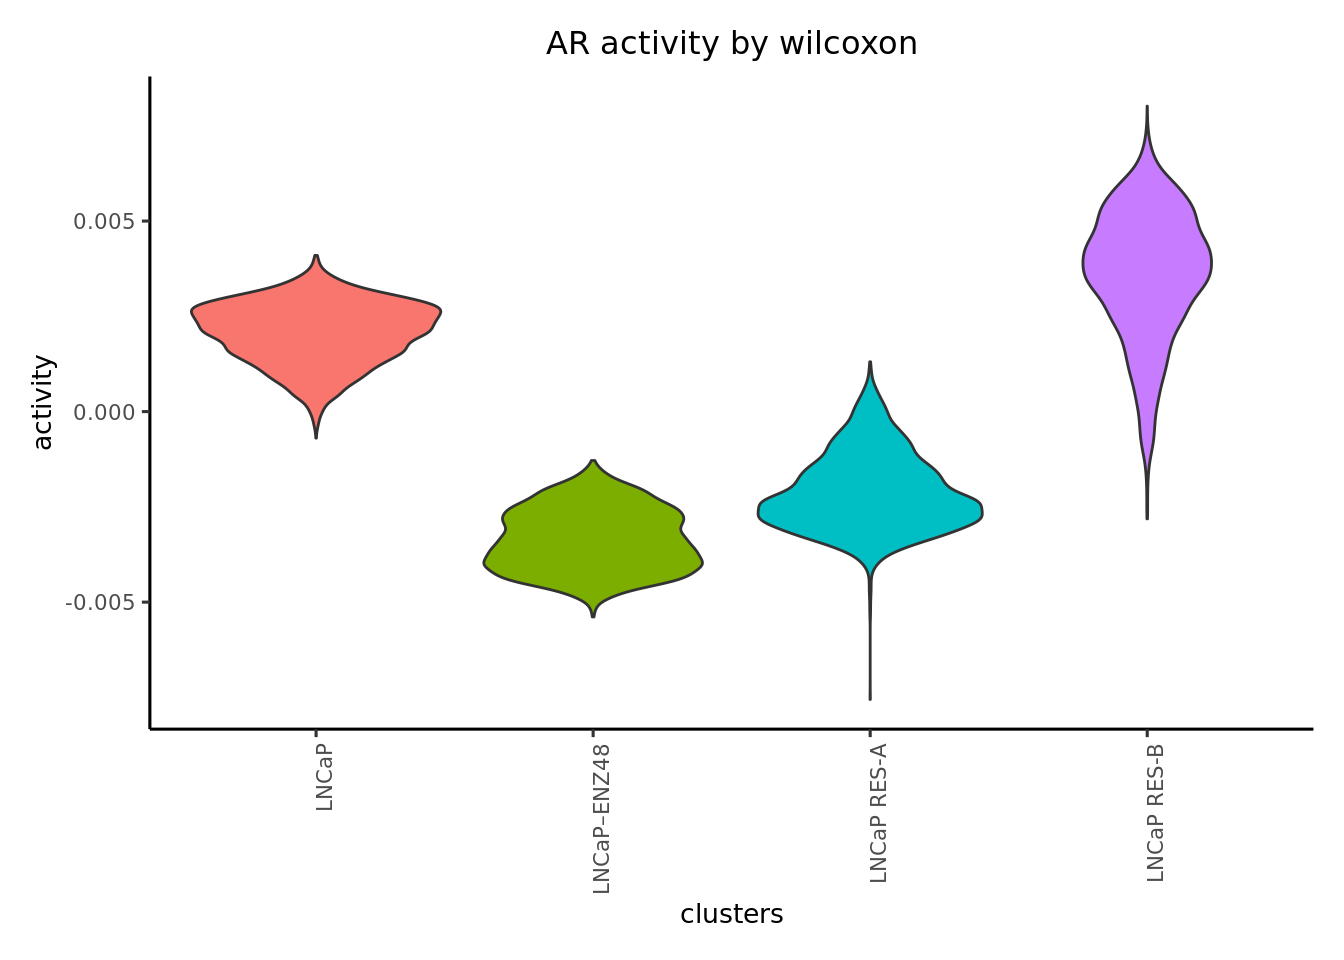 AR activity by wilcoxon
activity
0.005
0.000
-0.005
LNCaP
LNCaP−ENZ48
LNCaP RES-A
LNCaP RES-B
clusters